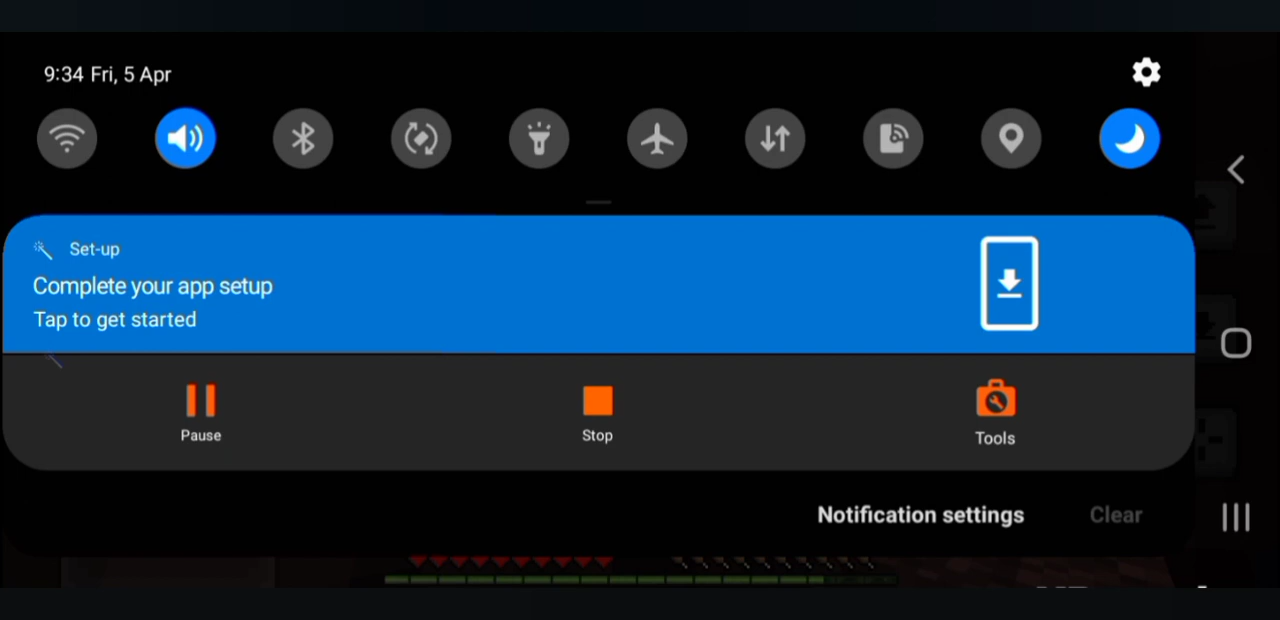 9:34 Fri, 5 Apr
Set-up
Complete your app setup
Tap to get started
Pause
Stop
Tools
Notification settings
Clear